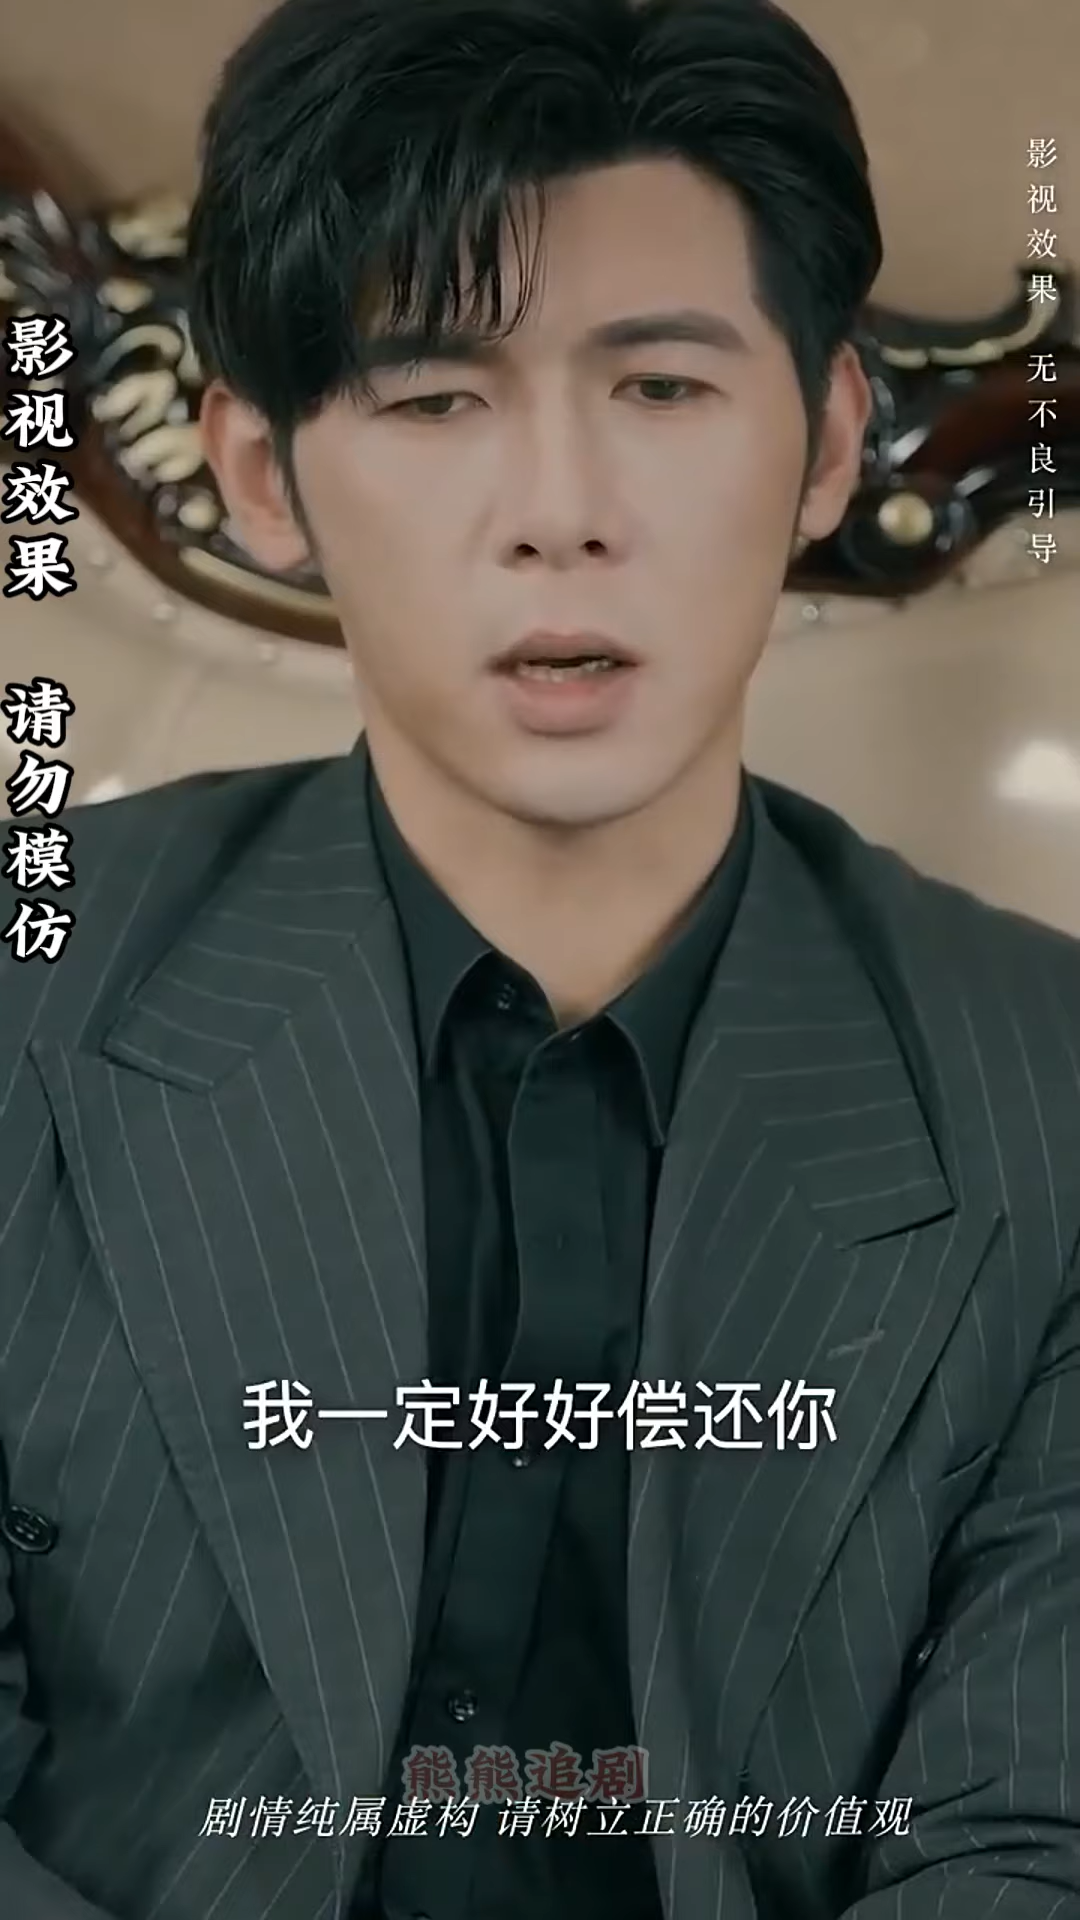 影视效果 无不良引导
影视效果 请勿模仿
我一定好好偿还你
熊熊追剧
剧情纯属虚构 请树立正确的价值观